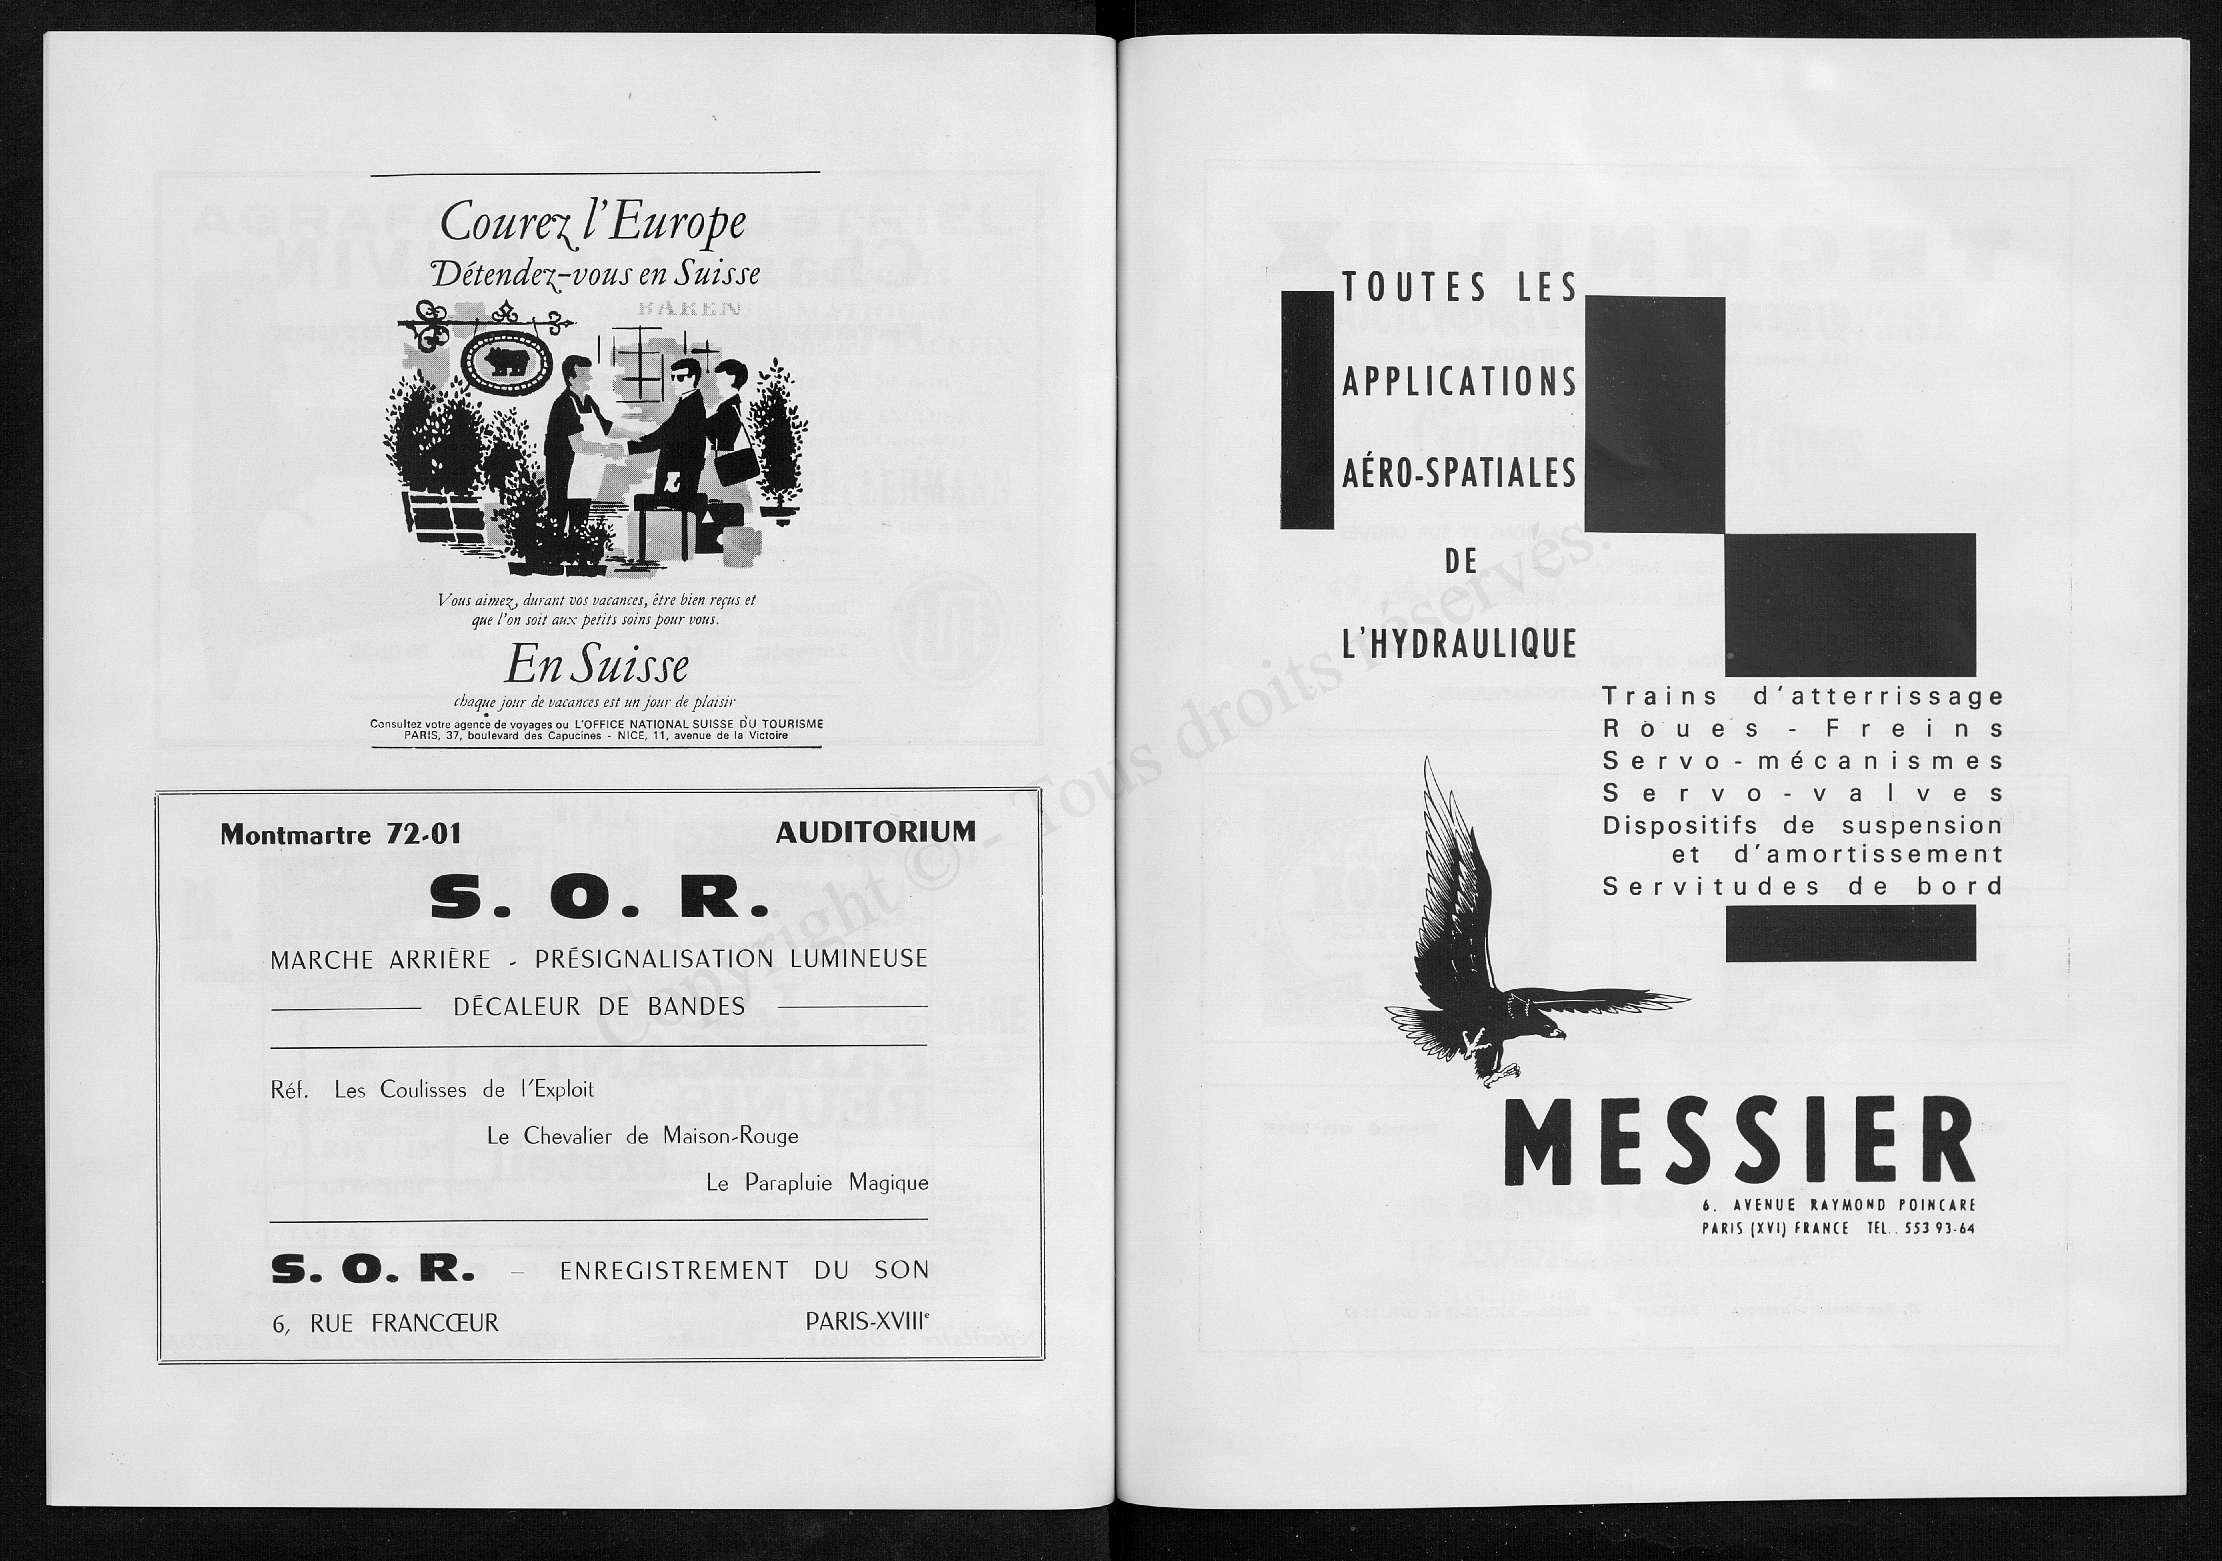 Courez l'Europe
Détendez-vous en Suisse
BÄREN
Vous aimez, durant vos vacances, être bien reçus et
que l'on soit aux petits soins pour vous.
En Suisse
chaque jour de vacances est un jour de plaisir
Consultez votre agence de voyages ou L'OFFICE NATIONAL SUISSE DU TOURISME
PARIS, 37, boulevard des Capucines - NICE, 11, avenue de la Victoire
Montmartre 72-01 AUDITORIUM
S. O. R.
MARCHE ARRIÈRE - PRÉSIGNALISATION LUMINEUSE
DÉCALEUR DE BANDES
Réf. Les Coulisses de l'Exploit
Le Chevalier de Maison-Rouge
Le Parapluie Magique
S. O. R. — ENREGISTREMENT DU SON
6, RUE FRANCŒUR PARIS-XVIIIe
TOUTES LES
APPLICATIONS
AÉRO-SPATIALES
DE
L'HYDRAULIQUE
Trains d'atterrissage
Roues - Freins
Servo-mécanismes
Servo-valves
Dispositifs de suspension
et d'amortissement
Servitudes de bord
MESSIER
6. AVENUE RAYMOND POINCARE
PARIS (XVI) FRANCE TEL.. 553 93-64
Copyright © - Tous droits réservés.